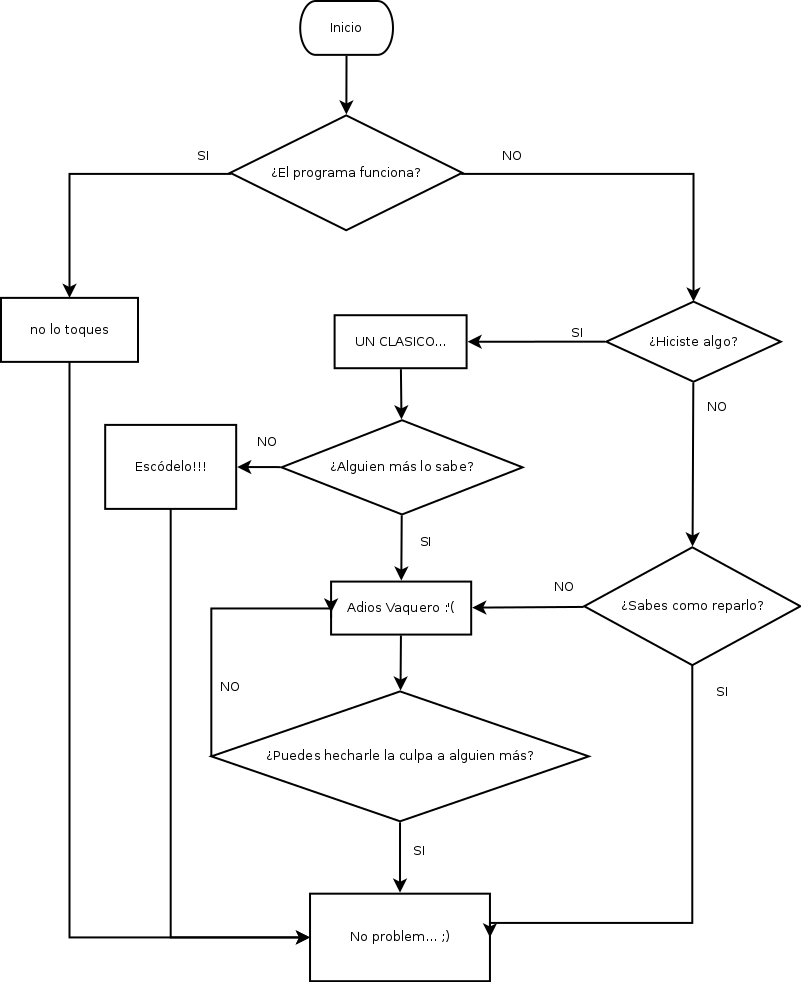 Inicio
¿El programa funciona?
SI
NO
no lo toques
¿Hiciste algo?
SI
NO
UN CLASICO...
¿Alguien más lo sabe?
NO
SI
Escódelo!!!
Adios Vaquero :'(
¿Sabes como reparlo?
NO
SI
¿Puedes hecharle la culpa a alguien más?
NO
SI
No problem... ;)